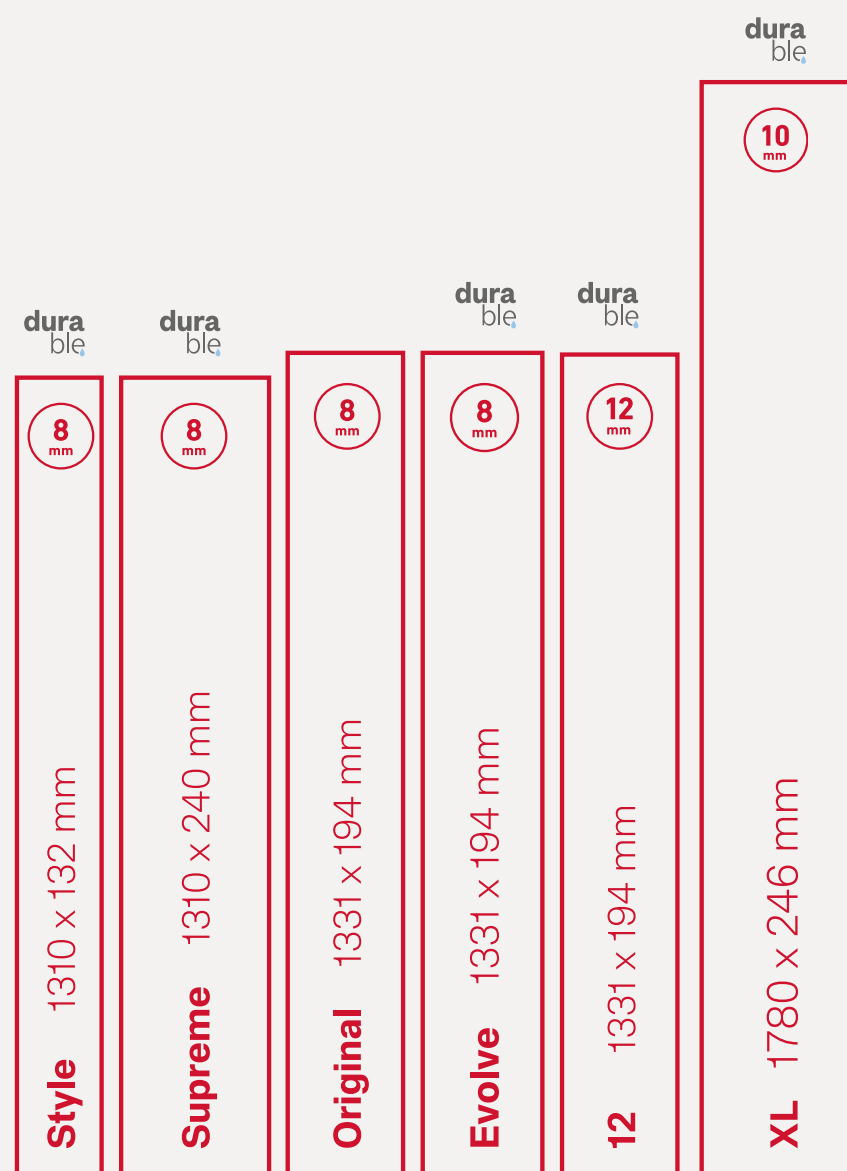 dura
ble
8
mm
Style 1310 x 132 mm
dura
ble
8
mm
Supreme 1310 x 240 mm
8
mm
Original 1331 x 194 mm
dura
ble
8
mm
Evolve 1331 x 194 mm
dura
ble
12
mm
12 1331 x 194 mm
dura
ble
10
mm
XL 1780 x 246 mm